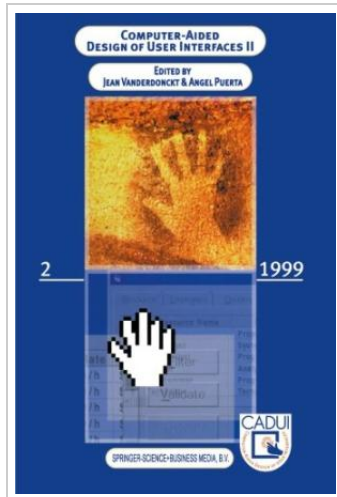 COMPUTER-AIDED
DESIGN OF USER INTERFACES II
EDITED BY
JEAN VANDERDONCKT & ANGEL PUERTA
2
1999
Validate
CADUI
SPRINGER-SCIENCE+BUSINESS MEDIA, B.V.